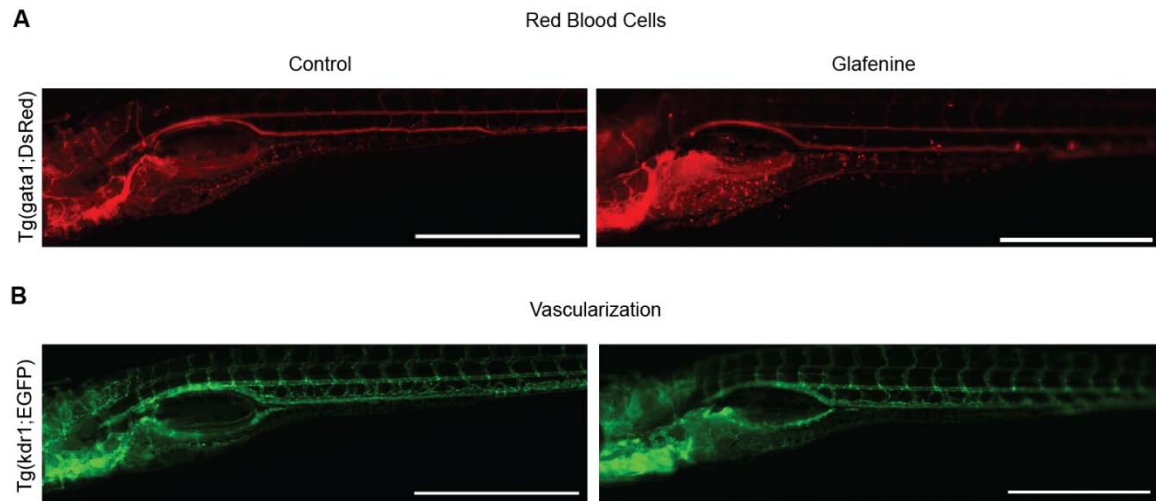 A
Red Blood Cells
Control
Glafenine
Tg(gata1;DsRed)
B
Vascularization
Tg(kdr1;EGFP)